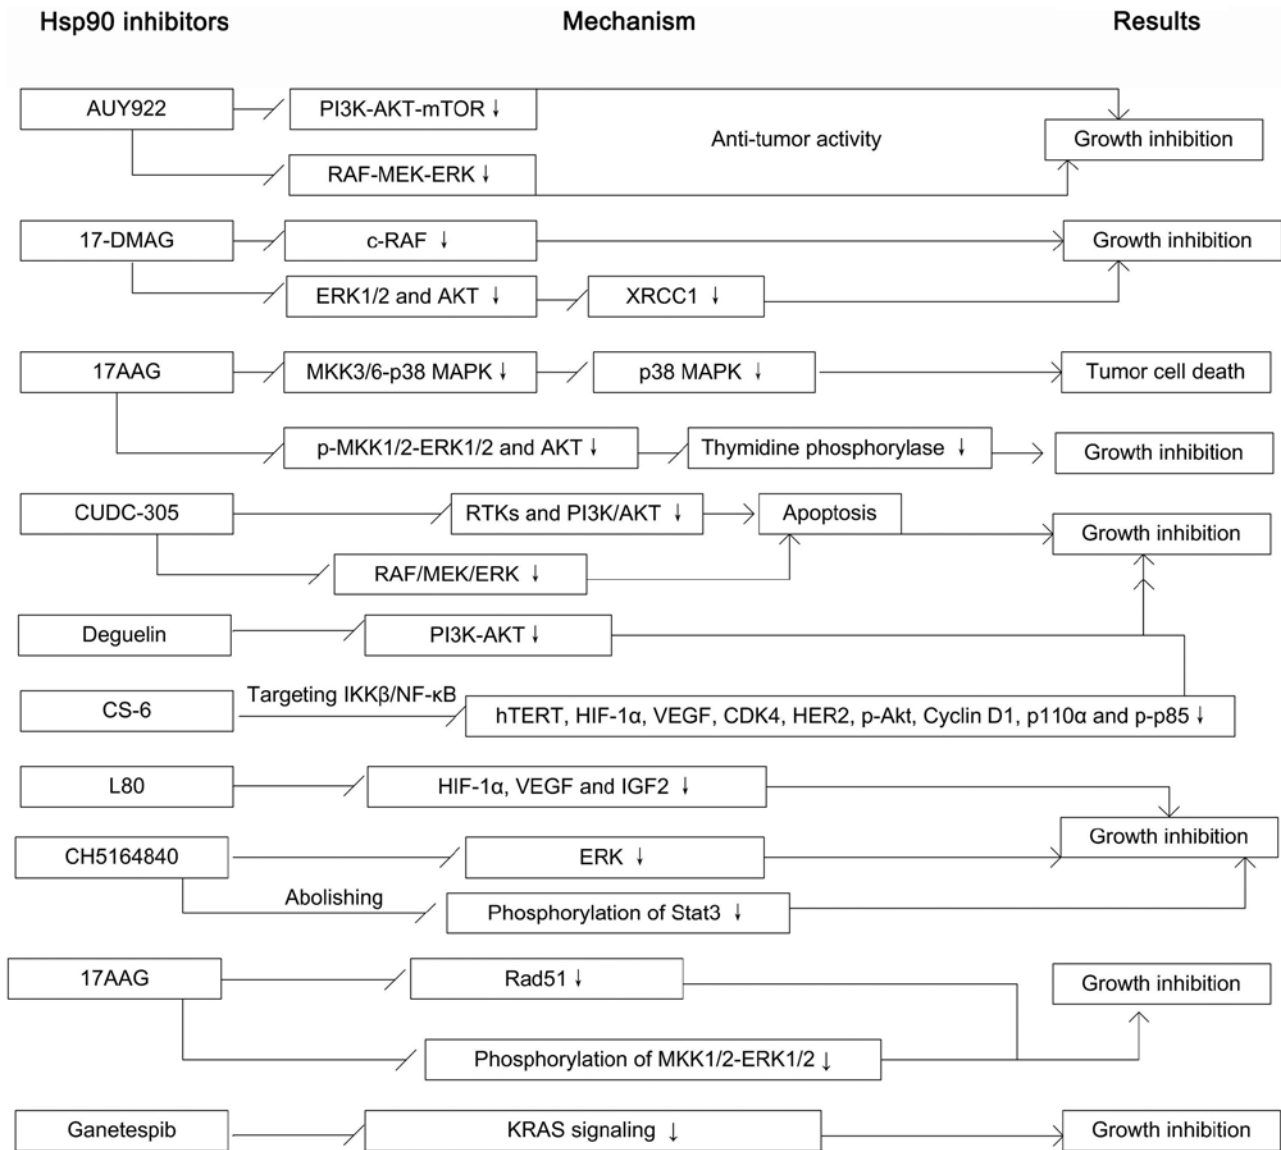 Hsp90 inhibitors Mechanism Results
AUY922 PI3K-AKT-mTOR ↓
Anti-tumor activity Growth inhibition
RAF-MEK-ERK ↓
17-DMAG c-RAF ↓ Growth inhibition
ERK1/2 and AKT ↓ XRCC1 ↓
17AAG MKK3/6-p38 MAPK ↓ p38 MAPK ↓ Tumor cell death
p-MKK1/2-ERK1/2 and AKT ↓ Thymidine phosphorylase ↓ Growth inhibition
CUDC-305 RTKs and PI3K/AKT ↓ Apoptosis Growth inhibition
RAF/MEK/ERK ↓
Deguelin PI3K-AKT ↓
Targeting IKKβ/NF-κB
CS-6 hTERT, HIF-1α, VEGF, CDK4, HER2, p-Akt, Cyclin D1, p110α and p-p85 ↓
L80 HIF-1α, VEGF and IGF2 ↓
Growth inhibition
CH5164840 ERK ↓
Abolishing
Phosphorylation of Stat3 ↓
17AAG Rad51 ↓ Growth inhibition
Phosphorylation of MKK1/2-ERK1/2 ↓
Ganetespib KRAS signaling ↓ Growth inhibition